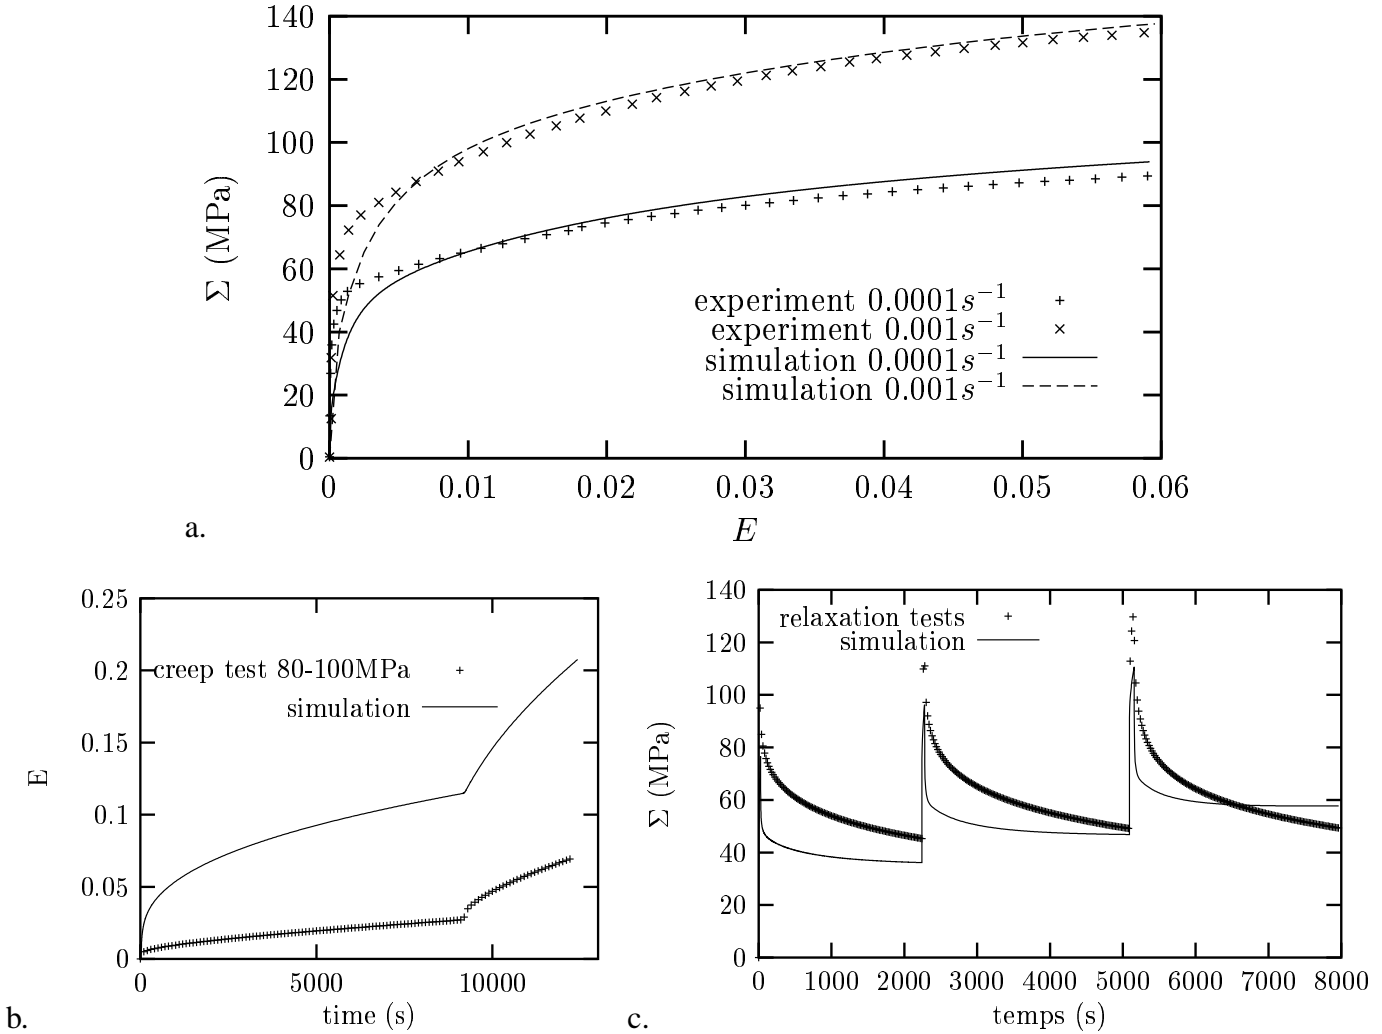 140
120
100
80
60
40
20
0
Σ (MPa)
experiment 0.0001s⁻¹
experiment 0.001s⁻¹
simulation 0.0001s⁻¹
simulation 0.001s⁻¹
0 0.01 0.02 0.03 0.04 0.05 0.06
E
a.
0.25
0.2
0.15
0.1
0.05
0
E
creep test 80-100MPa
simulation
0 5000 10000
time (s)
b.
140
120
100
80
60
40
20
0
Σ (MPa)
relaxation tests
simulation
0 1000 2000 3000 4000 5000 6000 7000 8000
temps (s)
c.